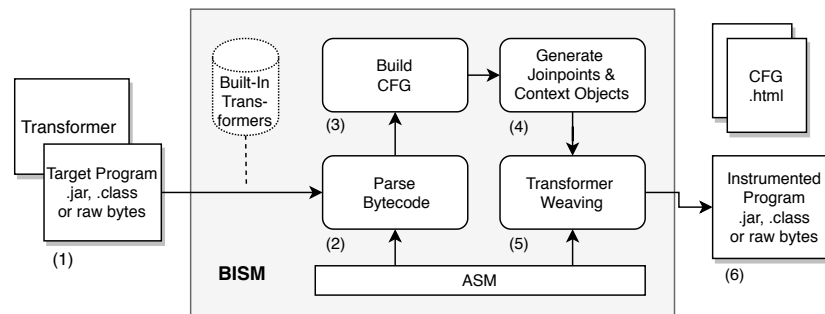 Transformer
Target Program
.jar, .class
or raw bytes
(1)
Built-In
Trans-
formers
BISM
Build
CFG
(3)
Generate
Joinpoints &
Context Objects
(4)
Parse
Bytecode
(2)
Transformer
Weaving
(5)
ASM
CFG
.html
Instrumented
Program
.jar, .class
or raw bytes
(6)